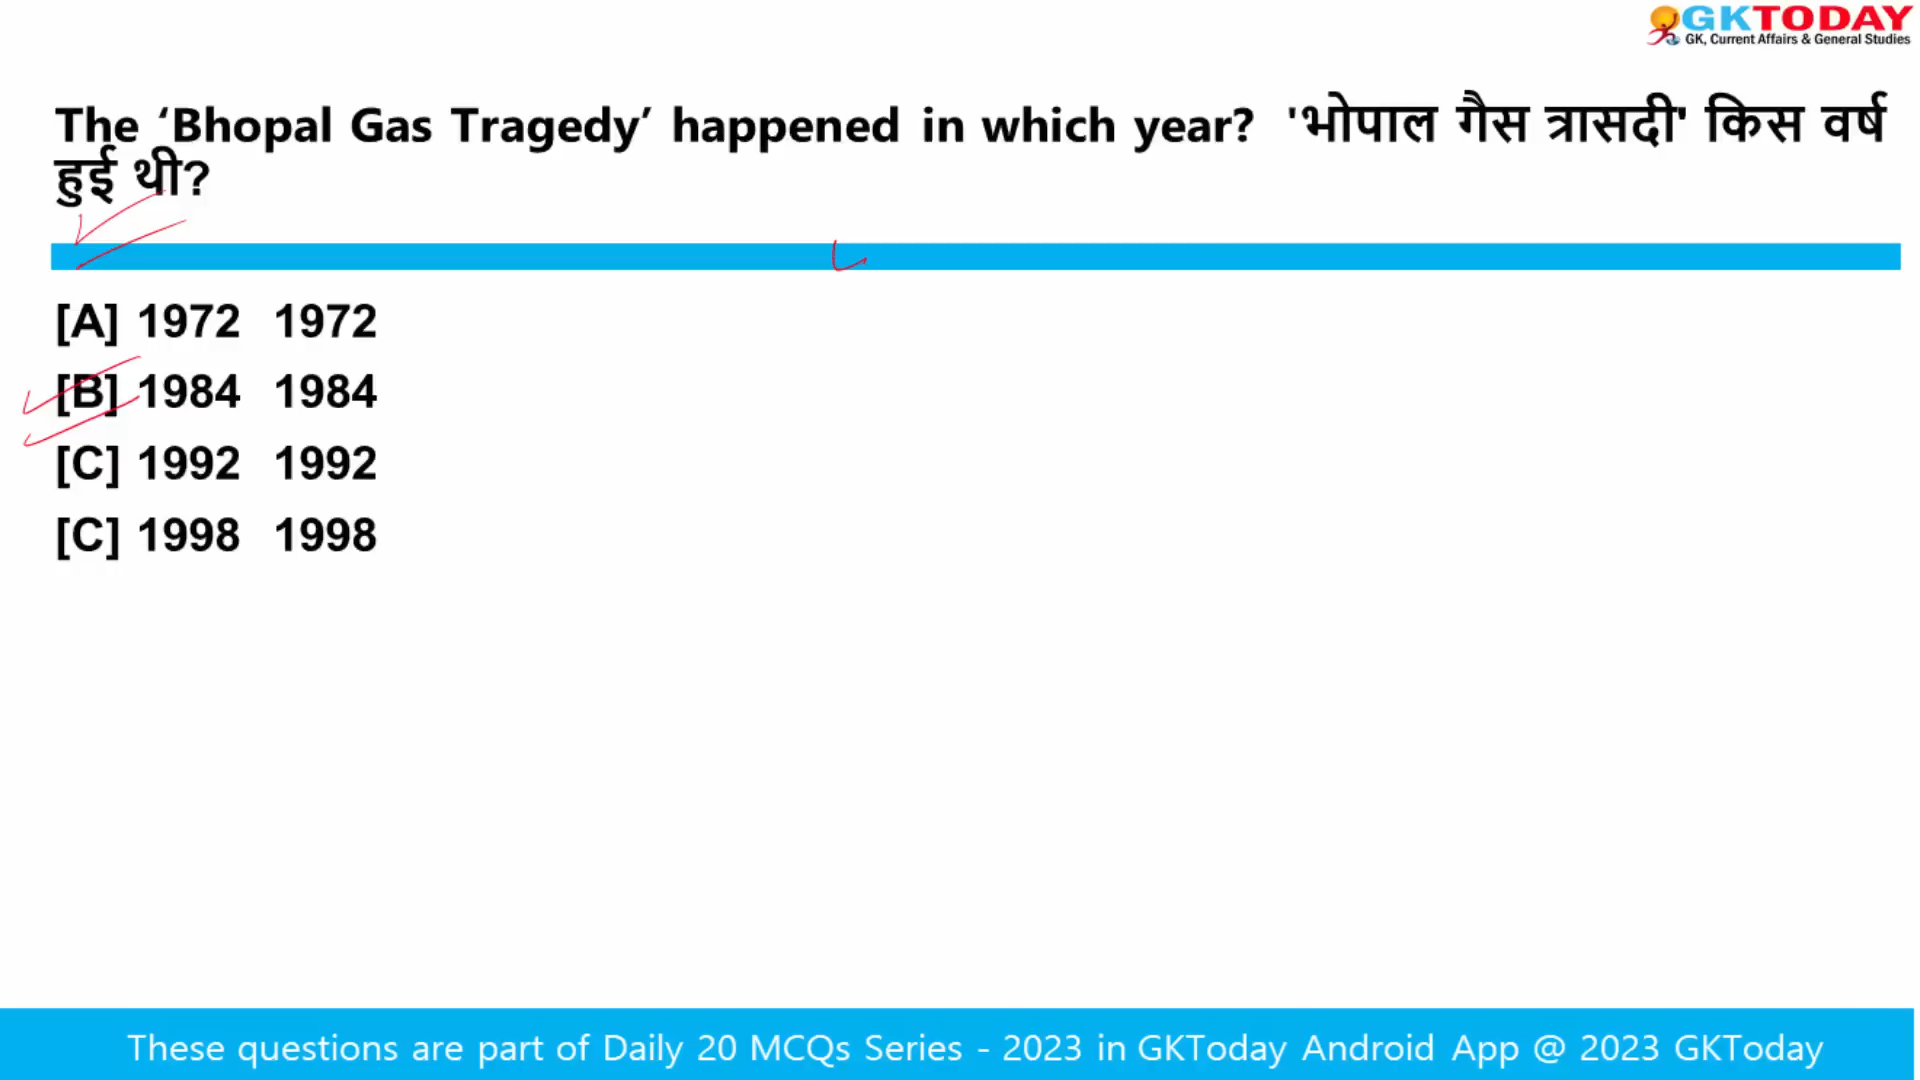 GKTODAY
GK, Current Affairs & General Studies
The ‘Bhopal Gas Tragedy’ happened in which year? 'भोपाल गैस त्रासदी' किस वर्ष
हुई थी?
[A] 1972 1972
[B] 1984 1984
[C] 1992 1992
[C] 1998 1998
These questions are part of Daily 20 MCQs Series - 2023 in GKToday Android App @ 2023 GKToday